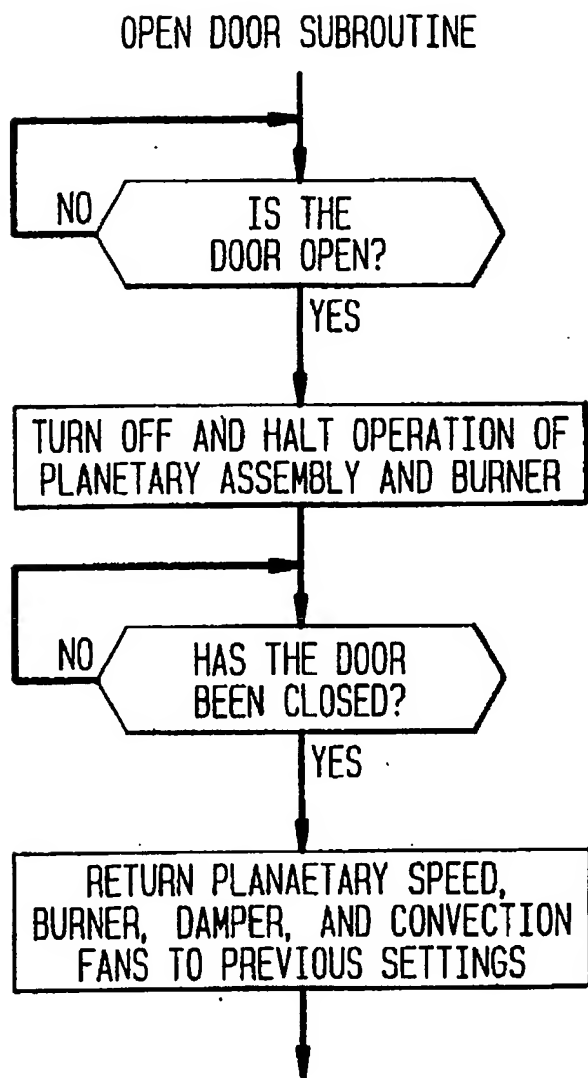 OPEN DOOR SUBROUTINE
NO
IS THE
DOOR OPEN?
YES
TURN OFF AND HALT OPERATION OF
PLANETARY ASSEMBLY AND BURNER
NO
HAS THE DOOR
BEEN CLOSED?
YES
RETURN PLANAETARY SPEED,
BURNER, DAMPER, AND CONVECTION
FANS TO PREVIOUS SETTINGS